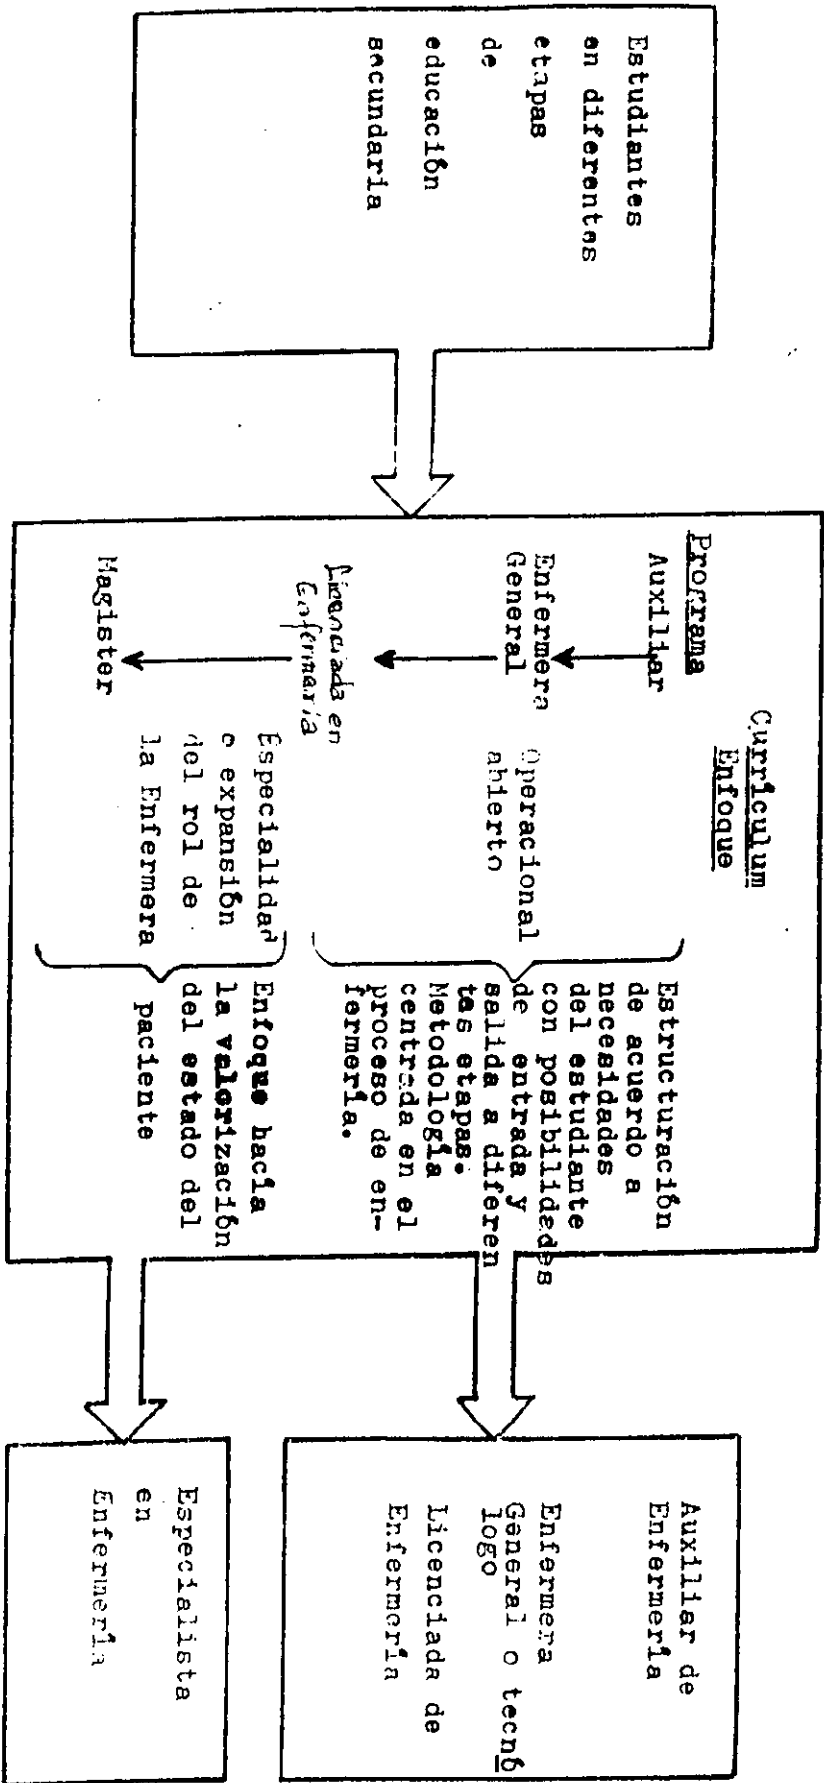 Estudiantes
en diferentes
etapas
de
educación
secundaria
Currículum
Programa
Enfoque
Auxiliar
Enfermera
General
Licenciada en
Enfermería
Magister
Operacional
abierto
Especialidad
o expansión
del rol de
la Enfermera
Estructuración
de acuerdo a
necesidades
del estudiante
con posibilidades
de entrada y
salida a diferen
tes etapas.
Metodología
centrada en el
proceso de en-
fermería.
Enfoque hacia
la valorización
del estado del
paciente
Auxiliar de
Enfermería
Enfermera
General o tecnó
logo
Licenciada de
Enfermería
Especialista
en
Enfermería